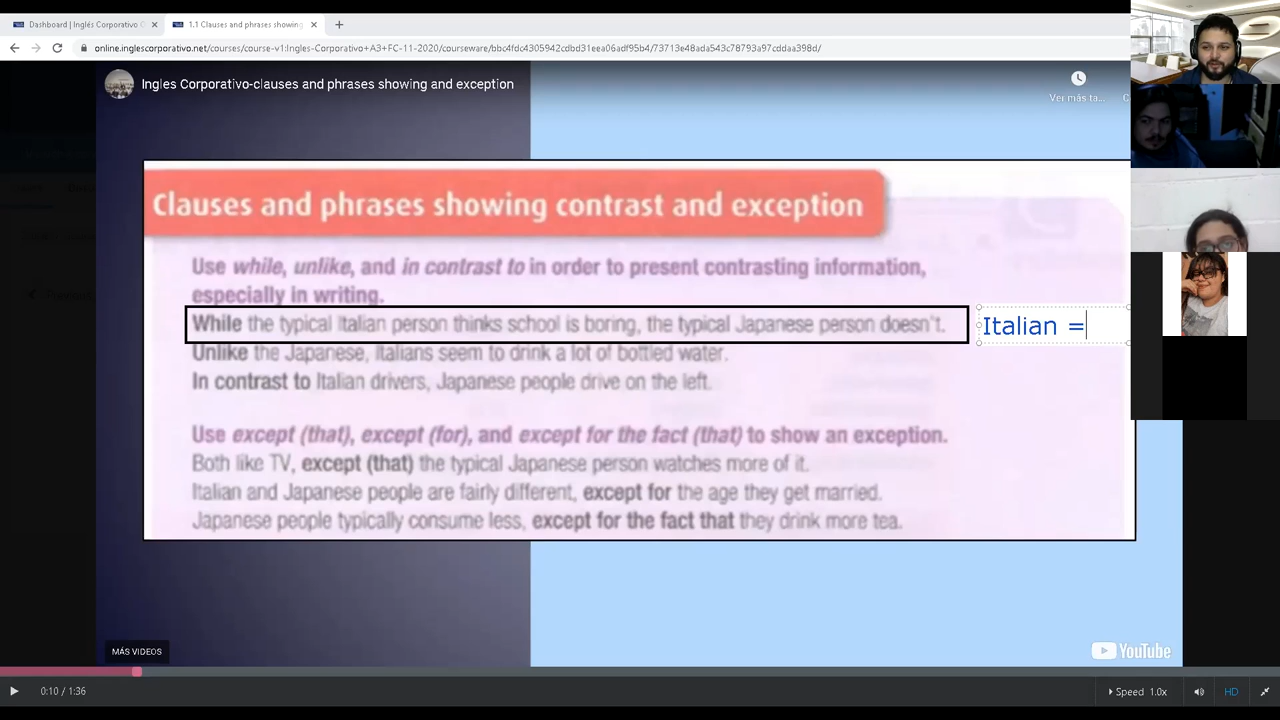 Dashboard | Inglés Corporativo
1.1 Clauses and phrases showing
online.inglescorporativo.net/courses/course-v1:Ingles-Corporativo+A3+FC-11-2020/courseware/bbc4fdc4305942cdbd31eea06adf95b4/73713e48ada543c78793a97cddaa398d/
Ingles Corporativo-clauses and phrases showing and exception
Ver más ta...
Clauses and phrases showing contrast and exception
Use while, unlike, and in contrast to in order to present contrasting information,
especially in writing.
While the typical Italian person thinks school is boring, the typical Japanese person doesn't.
Italian =
Unlike the Japanese, Italians seem to drink a lot of bottled water.
In contrast to Italian drivers, Japanese people drive on the left.
Use except (that), except (for), and except for the fact (that) to show an exception.
Both like TV, except (that) the typical Japanese person watches more of it.
Italian and Japanese people are fairly different, except for the age they get married.
Japanese people typically consume less, except for the fact that they drink more tea.
MÁS VIDEOS
YouTube
0:10 / 1:36
Speed 1.0x
HD